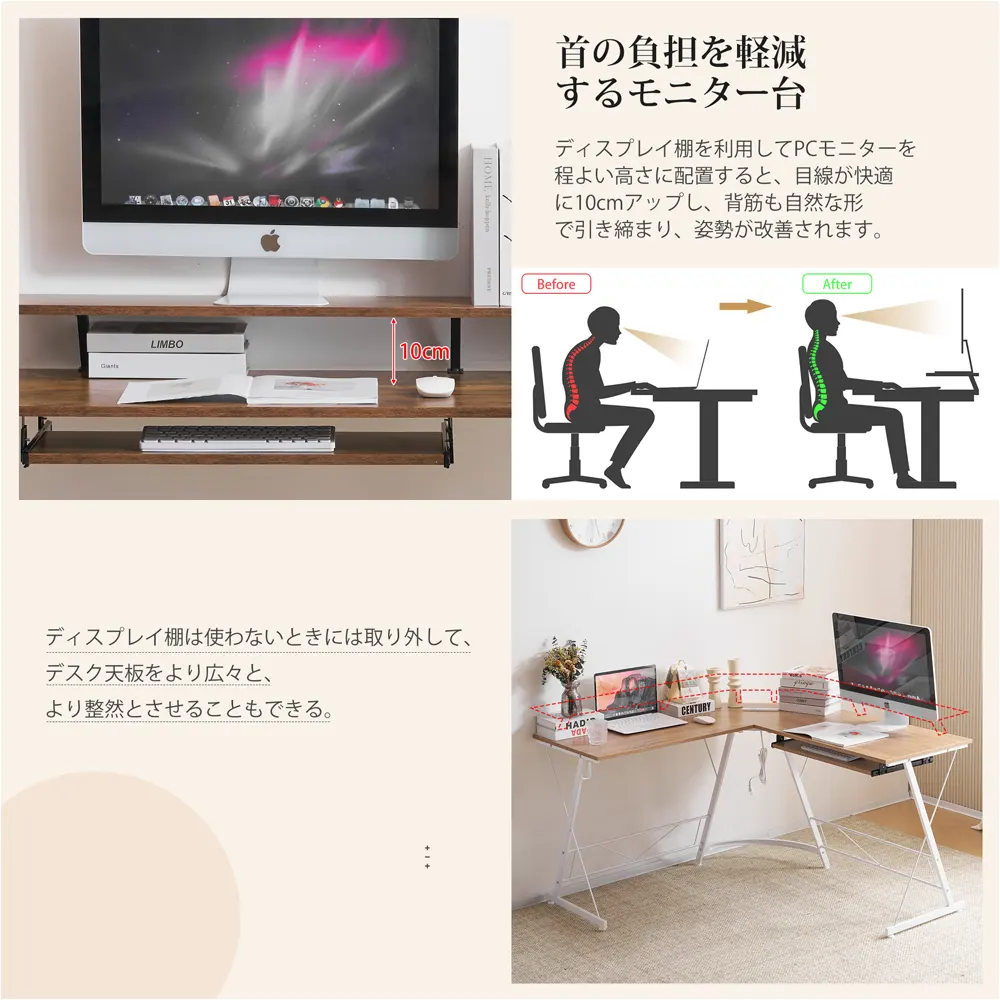 首の負担を軽減
するモニター台
ディスプレイ棚を利用してPCモニターを
程よい高さに配置すると、目線が快適
に10cmアップし、背筋も自然な形
で引き締まり、姿勢が改善されます。
HOME
LIMBO
Giants
10cm
Before
After
ディスプレイ棚は使わないときには取り外して、
デスク天板をより広々と、
より整然とさせることもできる。
CENTURY